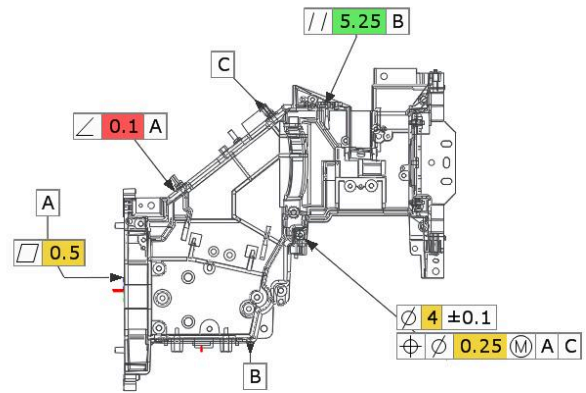 // 5.25 B
C
∠ 0.1 A
A
⏥ 0.5
⌀ 4 ±0.1
⌖ ⌀ 0.25 Ⓜ A C
B